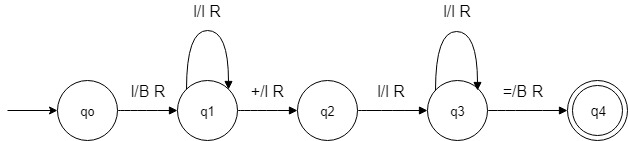 I/I R
I/I R
qo
I/B R
q1
+/I R
q2
I/I R
q3
=/B R
q4